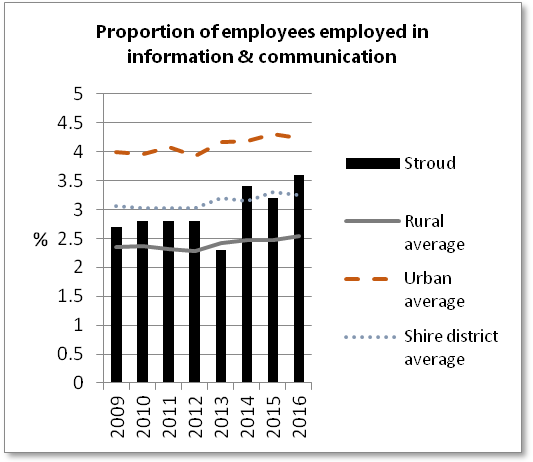 Proportion of employees employed in
information & communication
5
4.5
4
3.5
3
2.5
2
1.5
1
0.5
0
%
2009
2010
2011
2012
2013
2014
2015
2016
Stroud
Rural
average
Urban
average
Shire district
average